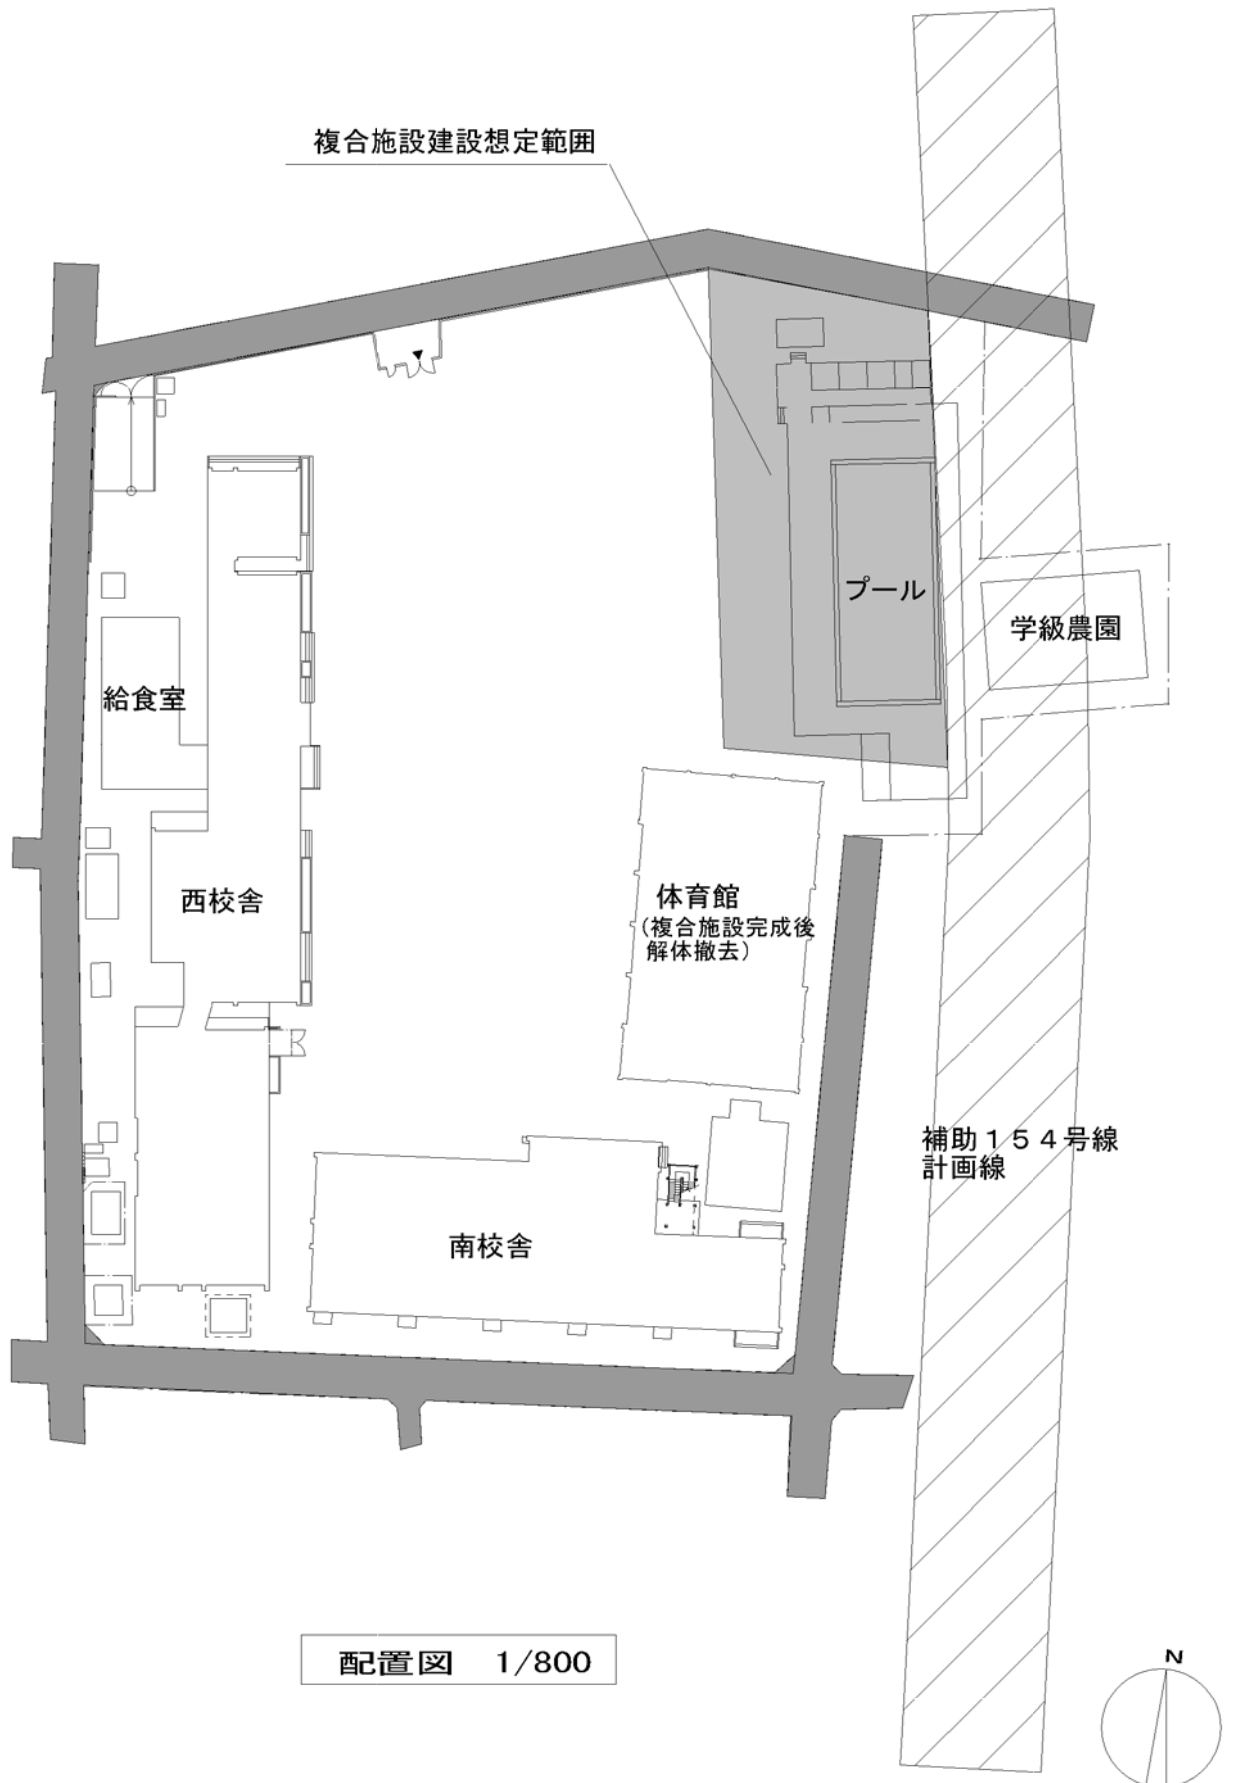 複合施設建設想定範囲
プール
学級農園
給食室
西校舎
体育館
(複合施設完成後
解体撤去)
補助１５４号線
計画線
南校舎
配置図 1/800
N